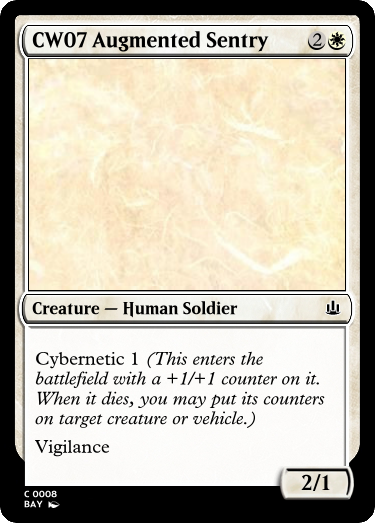 CW07 Augmented Sentry 2
Creature — Human Soldier
Cybernetic 1 (This enters the
battlefield with a +1/+1 counter on it.
When it dies, you may put its counters
on target creature or vehicle.)
Vigilance
2/1
C 0008
BAY